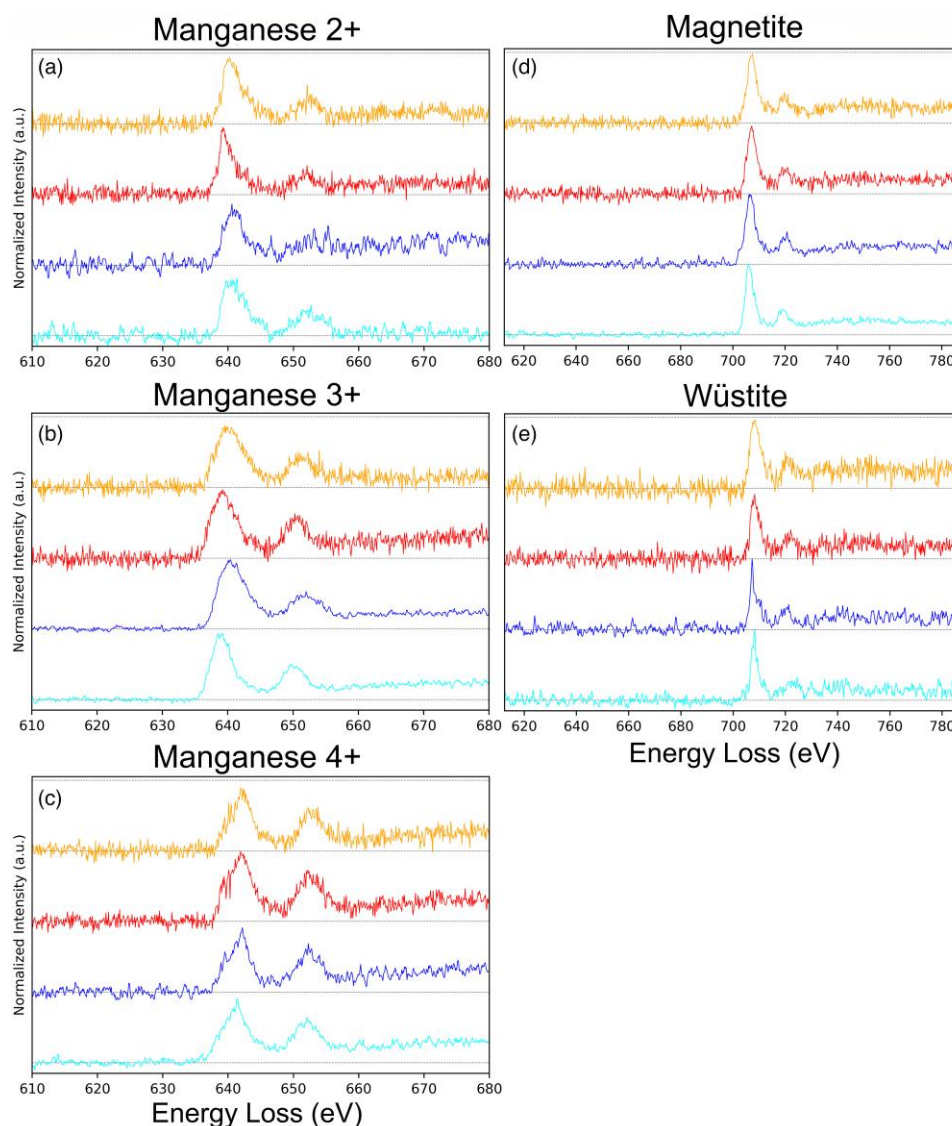 Manganese 2+
(a)
Normalized Intensity (a.u.)
610 620 630 640 650 660 670 680
Manganese 3+
(b)
Normalized Intensity (a.u.)
610 620 630 640 650 660 670 680
Manganese 4+
(c)
Normalized Intensity (a.u.)
610 620 630 640 650 660 670 680
Energy Loss (eV)
Magnetite
(d)
620 640 660 680 700 720 740 760 780
Wüstite
(e)
620 640 660 680 700 720 740 760 780
Energy Loss (eV)